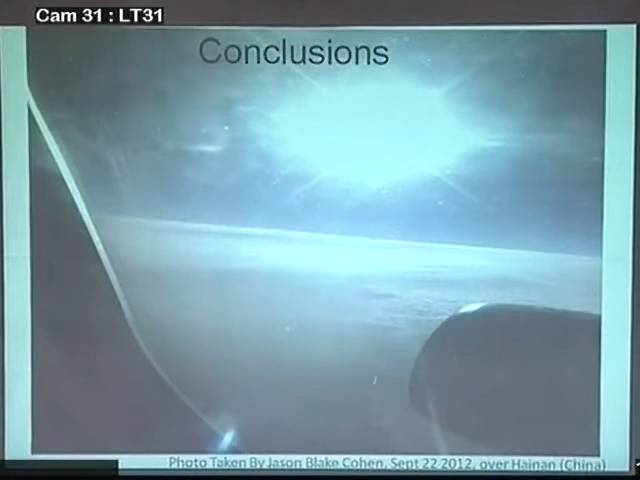 Cam 31 : LT31
Conclusions
Photo Taken By Jason Blake Cohen, Sept 22 2012, over Hainan (China)